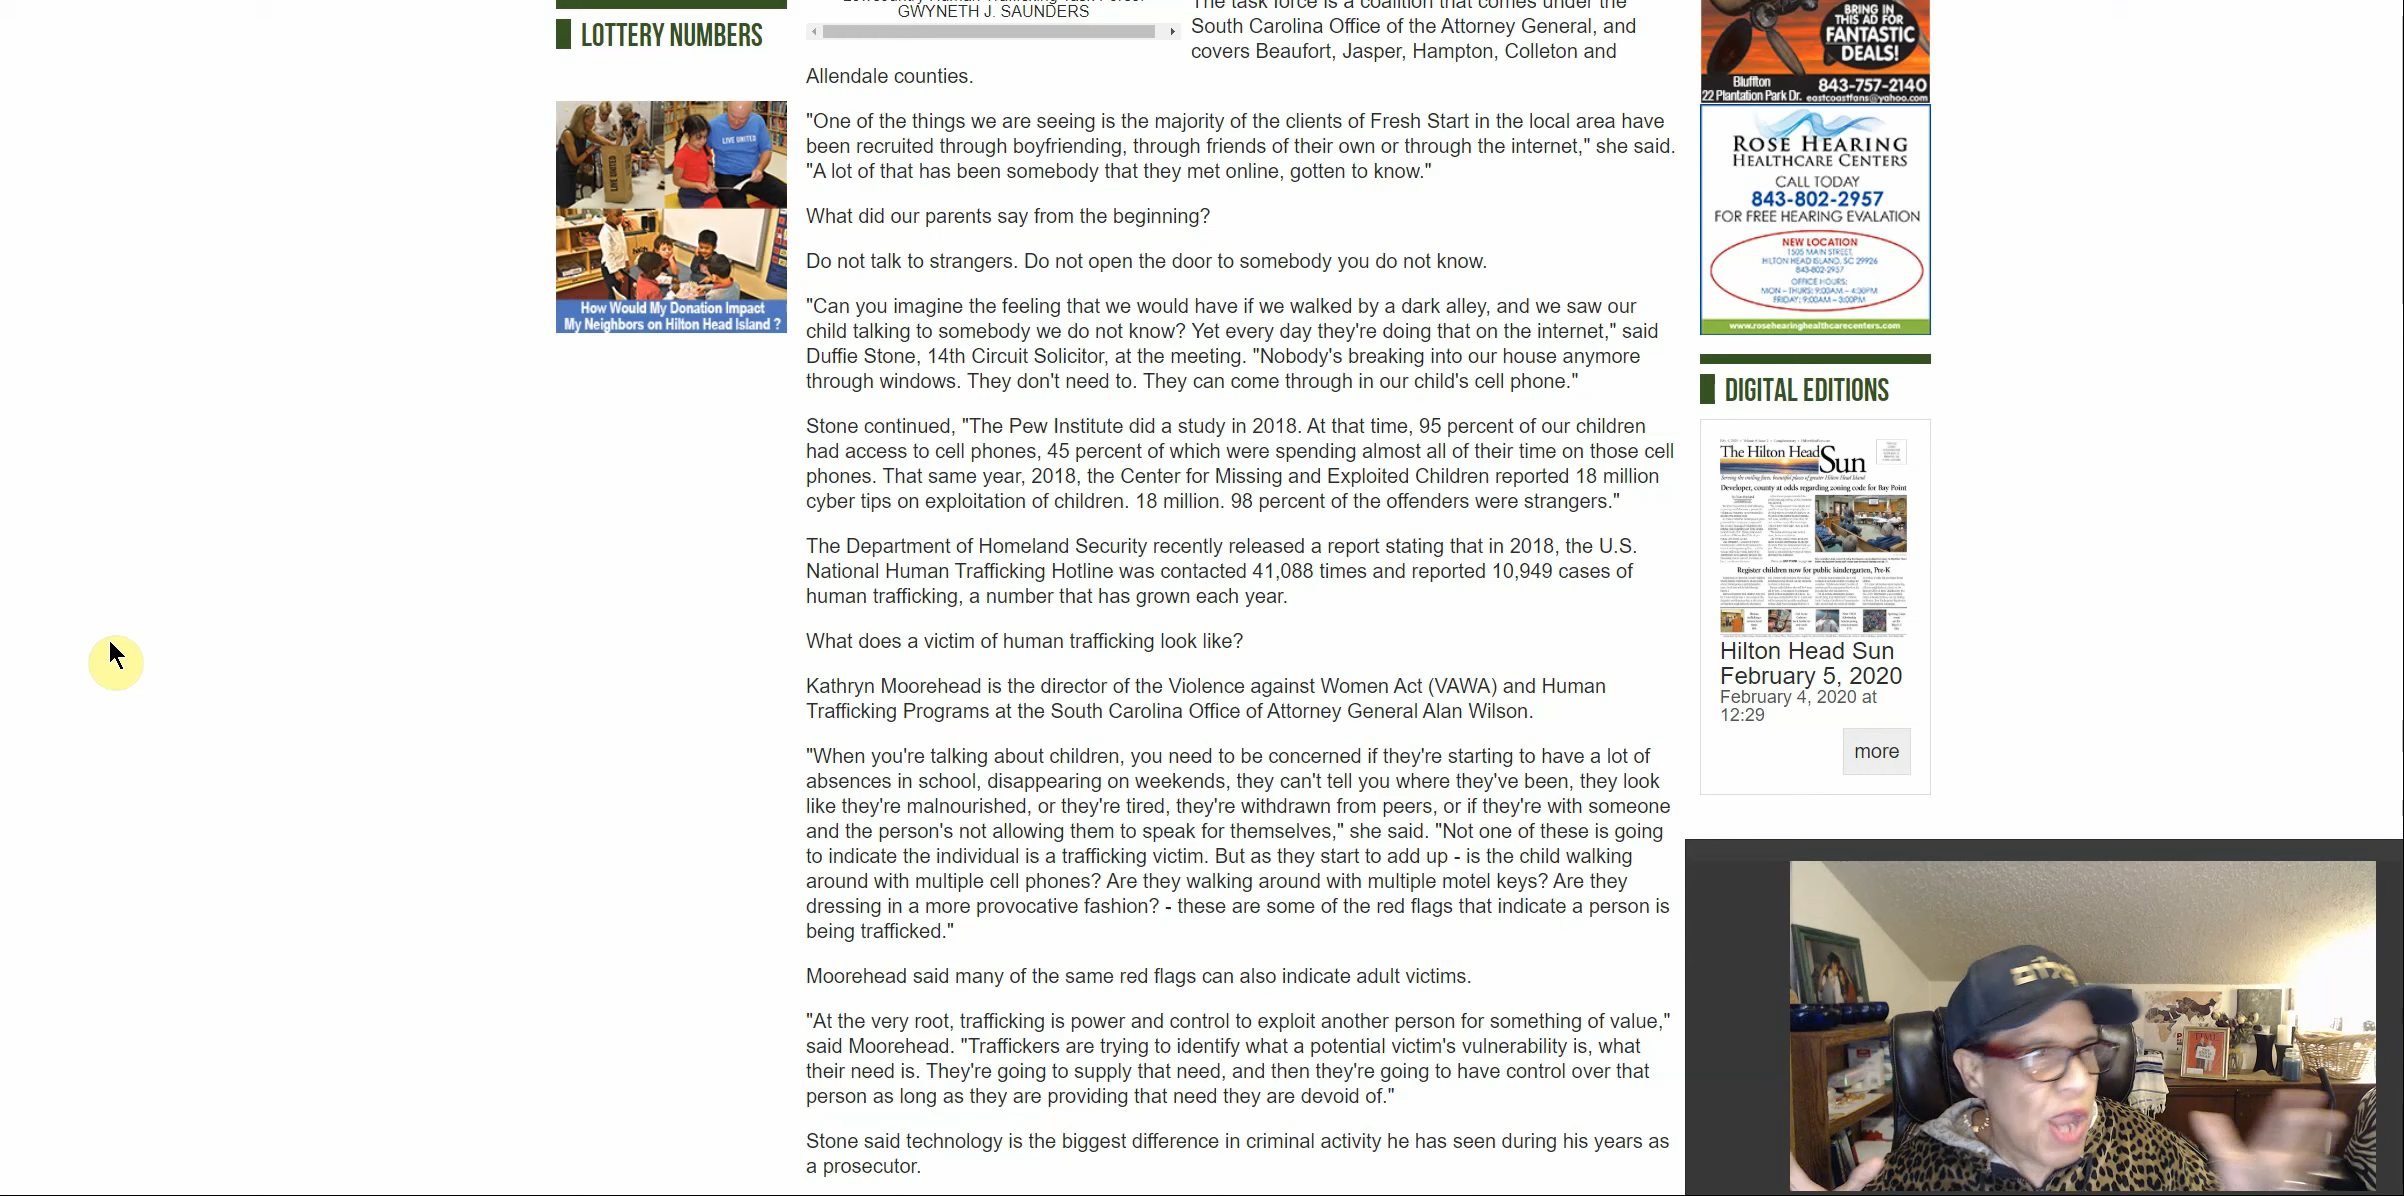 LOTTERY NUMBERS
LIVE UNITED
LIVE UNITED
How Would My Donation Impact
My Neighbors on Hilton Head Island ?
GWYNETH J. SAUNDERS
The task force is a coalition that comes under the
South Carolina Office of the Attorney General, and
covers Beaufort, Jasper, Hampton, Colleton and
Allendale counties.
"One of the things we are seeing is the majority of the clients of Fresh Start in the local area have
been recruited through boyfriending, through friends of their own or through the internet," she said.
"A lot of that has been somebody that they met online, gotten to know."
What did our parents say from the beginning?
Do not talk to strangers. Do not open the door to somebody you do not know.
"Can you imagine the feeling that we would have if we walked by a dark alley, and we saw our
child talking to somebody we do not know? Yet every day they're doing that on the internet," said
Duffie Stone, 14th Circuit Solicitor, at the meeting. "Nobody's breaking into our house anymore
through windows. They don't need to. They can come through in our child's cell phone."
Stone continued, "The Pew Institute did a study in 2018. At that time, 95 percent of our children
had access to cell phones, 45 percent of which were spending almost all of their time on those cell
phones. That same year, 2018, the Center for Missing and Exploited Children reported 18 million
cyber tips on exploitation of children. 18 million. 98 percent of the offenders were strangers."
The Department of Homeland Security recently released a report stating that in 2018, the U.S.
National Human Trafficking Hotline was contacted 41,088 times and reported 10,949 cases of
human trafficking, a number that has grown each year.
What does a victim of human trafficking look like?
Kathryn Moorehead is the director of the Violence against Women Act (VAWA) and Human
Trafficking Programs at the South Carolina Office of Attorney General Alan Wilson.
"When you're talking about children, you need to be concerned if they're starting to have a lot of
absences in school, disappearing on weekends, they can't tell you where they've been, they look
like they're malnourished, or they're tired, they're withdrawn from peers, or if they're with someone
and the person's not allowing them to speak for themselves," she said. "Not one of these is going
to indicate the individual is a trafficking victim. But as they start to add up - is the child walking
around with multiple cell phones? Are they walking around with multiple motel keys? Are they
dressing in a more provocative fashion? - these are some of the red flags that indicate a person is
being trafficked."
Moorehead said many of the same red flags can also indicate adult victims.
"At the very root, trafficking is power and control to exploit another person for something of value,"
said Moorehead. "Traffickers are trying to identify what a potential victim's vulnerability is, what
their need is. They're going to supply that need, and then they're going to have control over that
person as long as they are providing that need they are devoid of."
Stone said technology is the biggest difference in criminal activity he has seen during his years as
a prosecutor.
BRING IN
THIS AD FOR
FANTASTIC
DEALS!
Bluffton
843-757-2140
22 Plantation Park Dr. eastcoastfans@yahoo.com
ROSE HEARING
HEALTHCARE CENTERS
CALL TODAY
843-802-2957
FOR FREE HEARING EVALATION
NEW LOCATION
1505 MAIN STREET,
HILTON HEAD ISLAND, SC 29926
843-802-2957
OFFICE HOURS:
MON – THURS: 9:00AM – 4:30PM
FRIDAY: 9:00AM – 3:00PM
www.rosehearinghealthcarecenters.com
DIGITAL EDITIONS
The Hilton Head Sun
Developer, county at odds regarding zoning code for Bay Point
Register children now for public kindergarten, Pre-K
Hilton Head Sun
February 5, 2020
February 4, 2020 at
12:29
more